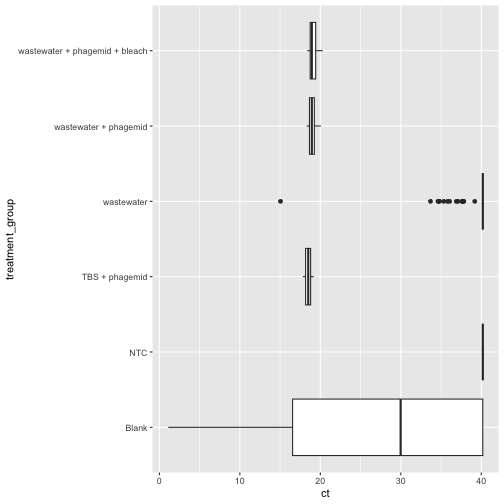 wastewater + phagemid + bleach
wastewater + phagemid
wastewater
TBS + phagemid
NTC
Blank
treatment_group
0 10 20 30 40
ct